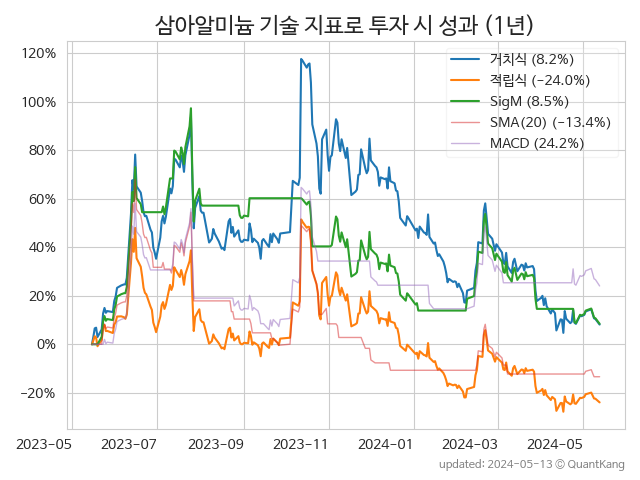 삼아알미늄 기술 지표로 투자 시 성과 (1년)
120%
100%
80%
60%
40%
20%
0%
−20%
거치식 (8.2%)
적립식 (−24.0%)
SigM (8.5%)
SMA(20) (−13.4%)
MACD (24.2%)
2023-05
2023-07
2023-09
2023-11
2024-01
2024-03
2024-05
updated: 2024-05-13 © QuantKang